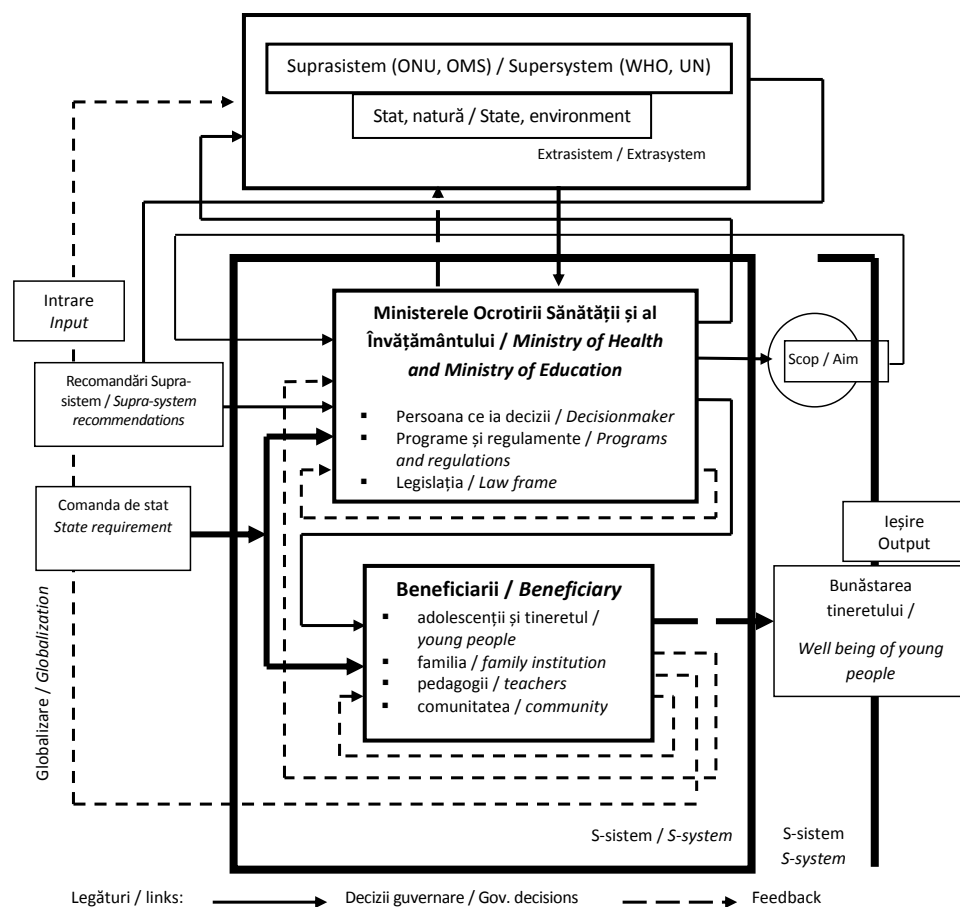 Suprasistem (ONU, OMS) / Supersystem (WHO, UN)
Stat, natură / State, environment
Extrasistem / Extrasystem
Intrare
Input
Recomandări Supra-
sistem / Supra-system
recommendations
Comanda de stat
State requirement
Globalizare / Globalization
Ministerele Ocrotirii Sănătății și al
Învățământului / Ministry of Health
and Ministry of Education
▪ Persoana ce ia decizii / Decisionmaker
▪ Programe și regulamente / Programs
and regulations
▪ Legislația / Law frame
Scop / Aim
Beneficiarii / Beneficiary
▪ adolescenții și tineretul /
young people
▪ familia / family institution
▪ pedagogii / teachers
▪ comunitatea / community
Ieșire
Output
Bunăstarea
tineretului /
Well being of young
people
S-sistem / S-system
S-sistem
S-system
Legături / links:
Decizii guvernare / Gov. decisions
Feedback